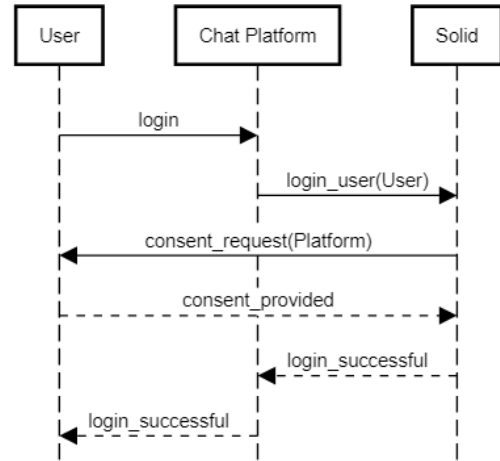 User
Chat Platform
Solid
login
login_user(User)
consent_request(Platform)
consent_provided
login_successful
login_successful